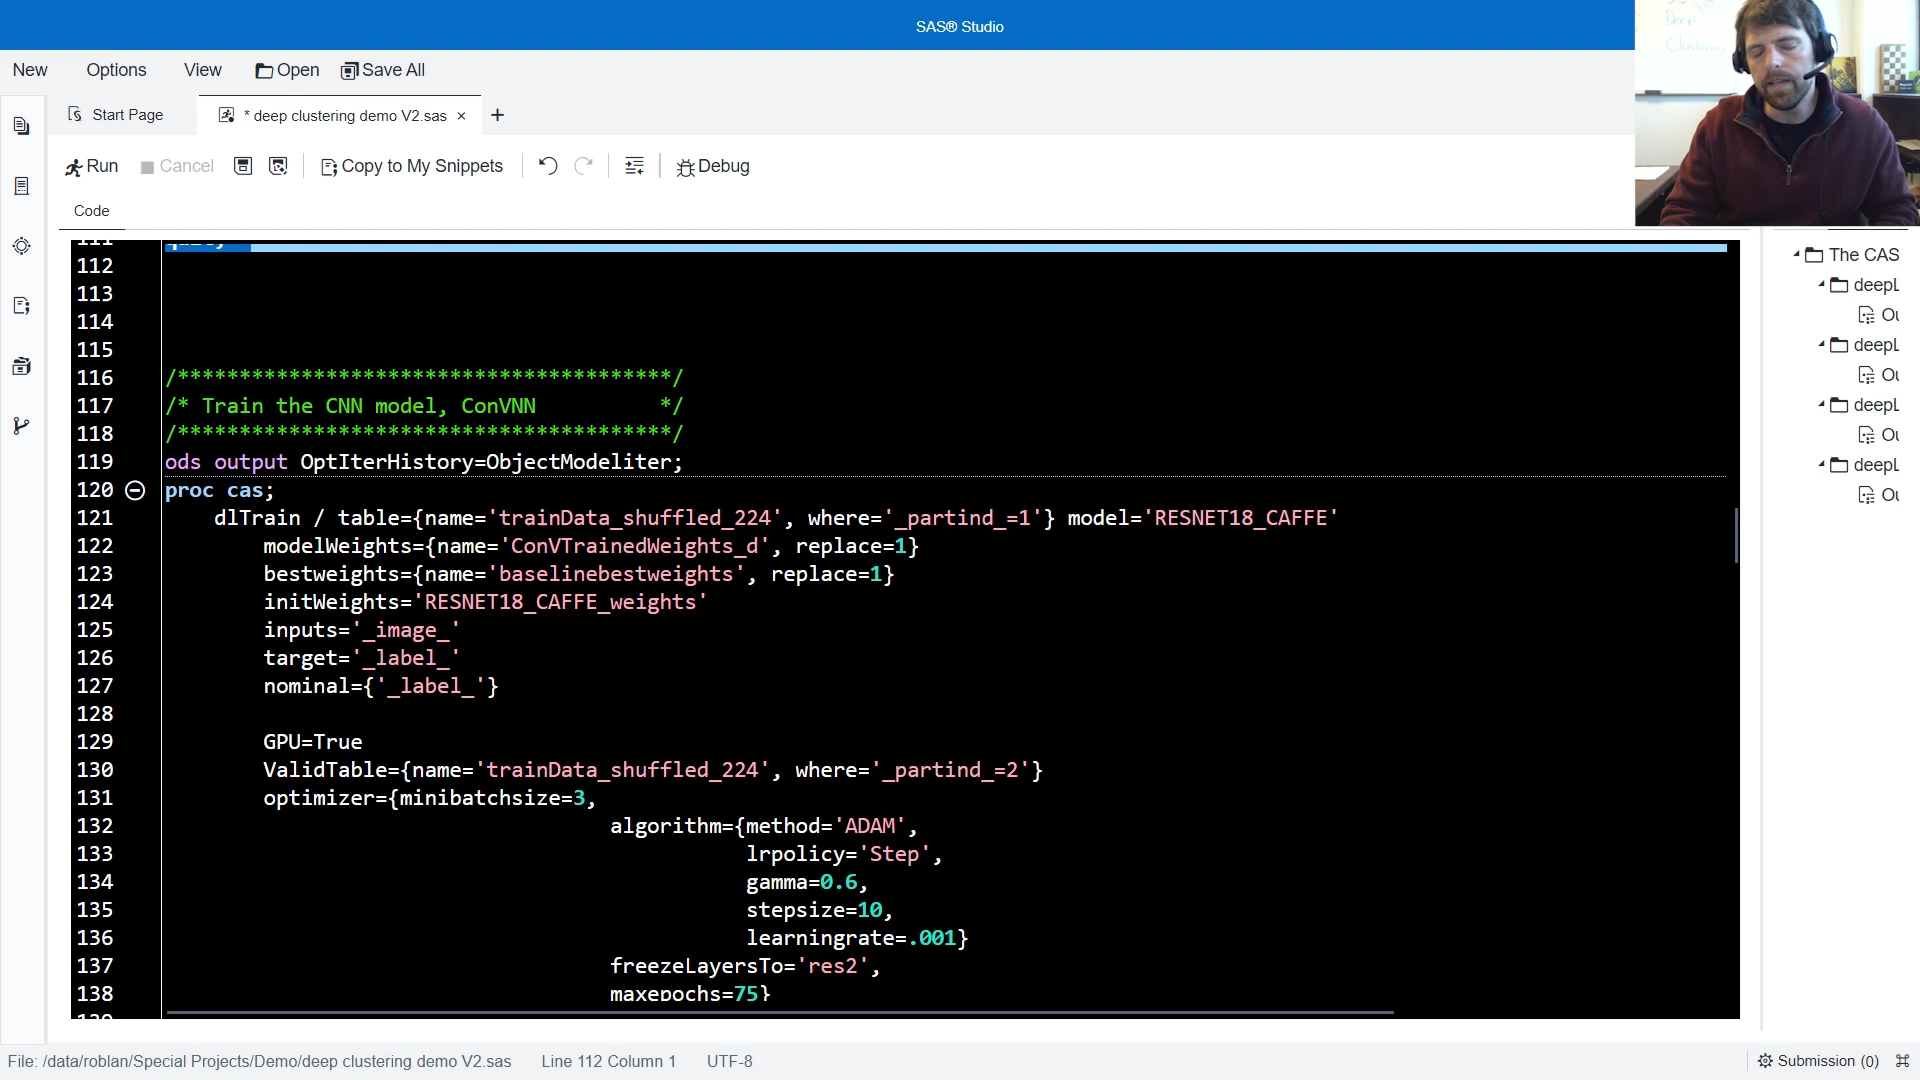 SAS® Studio
New Options View Open Save All
Start Page * deep clustering demo V2.sas × +
Run Cancel Copy to My Snippets Debug
Code
112
113
114
115
116 /****************************************/
117 /* Train the CNN model, ConVNN */
118 /****************************************/
119 ods output OptIterHistory=ObjectModeliter;
120 proc cas;
121 dlTrain / table={name='trainData_shuffled_224', where='_partind_=1'} model='RESNET18_CAFFE'
122 modelWeights={name='ConVTrainedWeights_d', replace=1}
123 bestweights={name='baselinebestweights', replace=1}
124 initWeights='RESNET18_CAFFE_weights'
125 inputs='_image_'
126 target='_label_'
127 nominal={'_label_'}
128
129 GPU=True
130 ValidTable={name='trainData_shuffled_224', where='_partind_=2'}
131 optimizer={minibatchsize=3,
132 algorithm={method='ADAM',
133 lrpolicy='Step',
134 gamma=0.6,
135 stepsize=10,
136 learningrate=.001}
137 freezeLayersTo='res2',
138 maxepochs=75}
The CAS
deepL
Ou
deepL
Ou
deepL
Ou
deepL
Ou
Deep
File: /data/roblan/Special Projects/Demo/deep clustering demo V2.sas Line 112 Column 1 UTF-8 Submission (0)